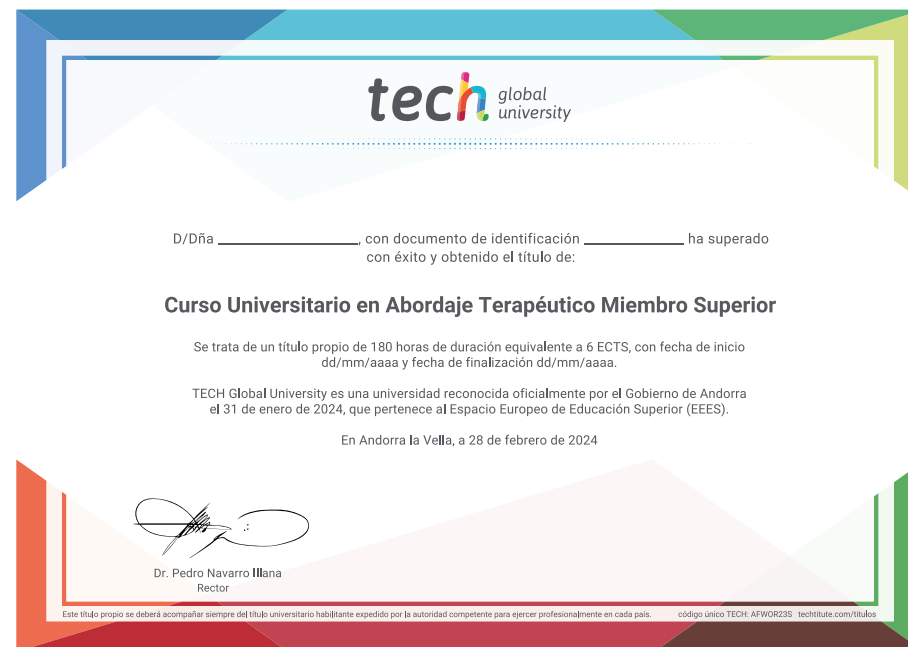 tech global university
D/Dña ______________, con documento de identificación __________ ha superado
con éxito y obtenido el título de:
Curso Universitario en Abordaje Terapéutico Miembro Superior
Se trata de un título propio de 180 horas de duración equivalente a 6 ECTS, con fecha de inicio
dd/mm/aaaa y fecha de finalización dd/mm/aaaa.
TECH Global University es una universidad reconocida oficialmente por el Gobierno de Andorra
el 31 de enero de 2024, que pertenece al Espacio Europeo de Educación Superior (EEES).
En Andorra la Vella, a 28 de febrero de 2024
Dr. Pedro Navarro Illana
Rector
Este título propio se deberá acompañar siempre del título universitario habilitante expedido por la autoridad competente para ejercer profesionalmente en cada país. código único TECH: AFWOR23S techtitute.com/titulos